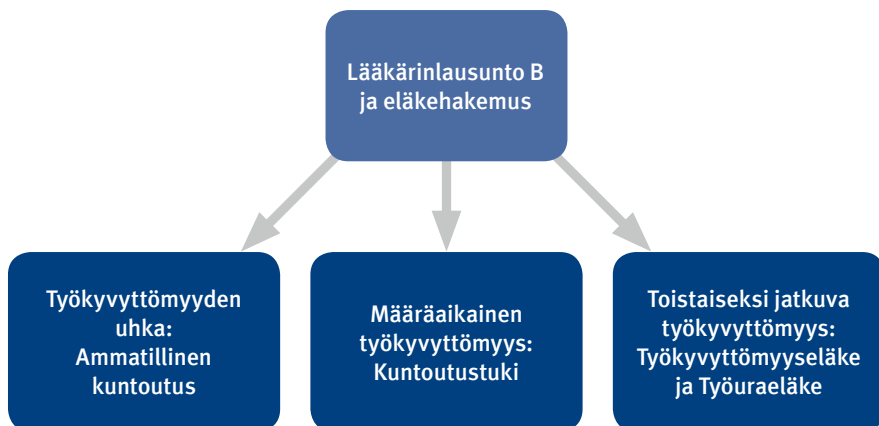 Lääkärinlausunto B
ja eläkehakemus
Työkyvyttömyyden
uhka:
Ammatillinen
kuntoutus
Määräaikainen
työkyvyttömyys:
Kuntoutustuki
Toistaiseksi jatkuva
työkyvyttömyys:
Työkyvyttömyyseläke
ja Työuraeläke